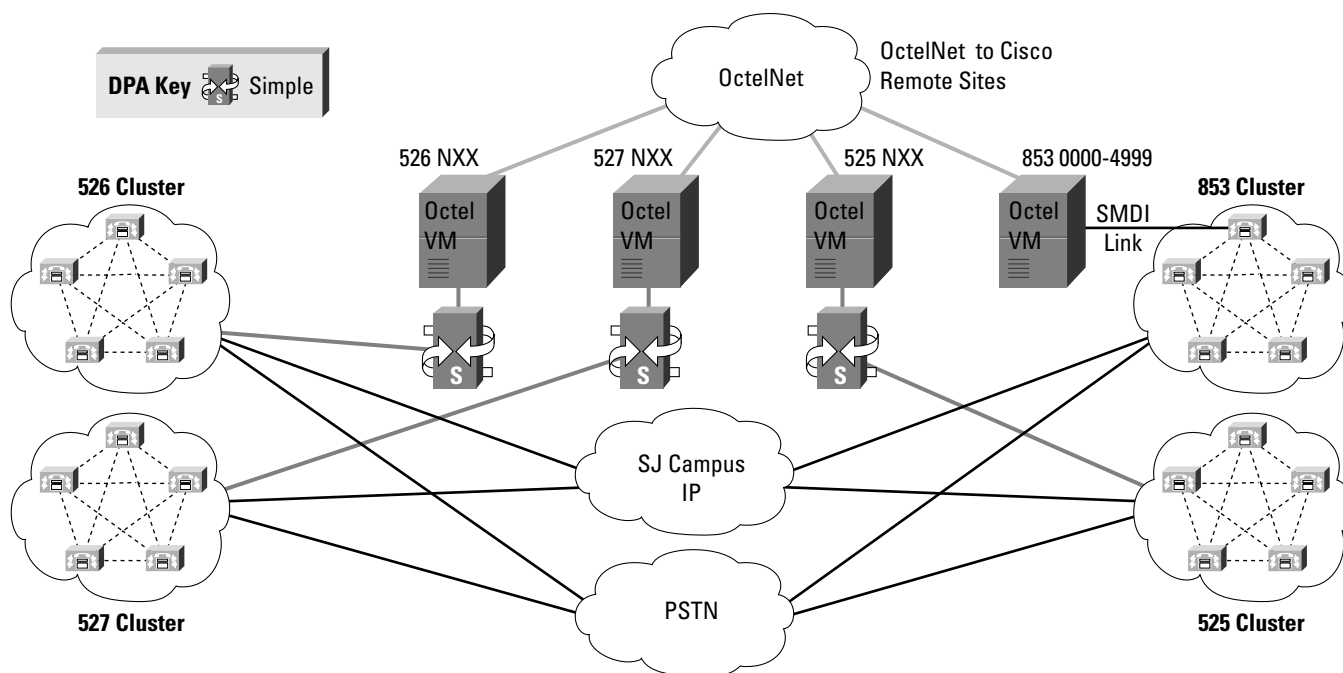 DPA Key S Simple
OctelNet
OctelNet to Cisco
Remote Sites
526 NXX
527 NXX
525 NXX
853 0000-4999
526 Cluster
853 Cluster
Octel
VM
Octel
VM
Octel
VM
Octel
VM
SMDI
Link
S
S
S
SJ Campus
IP
PSTN
527 Cluster
525 Cluster